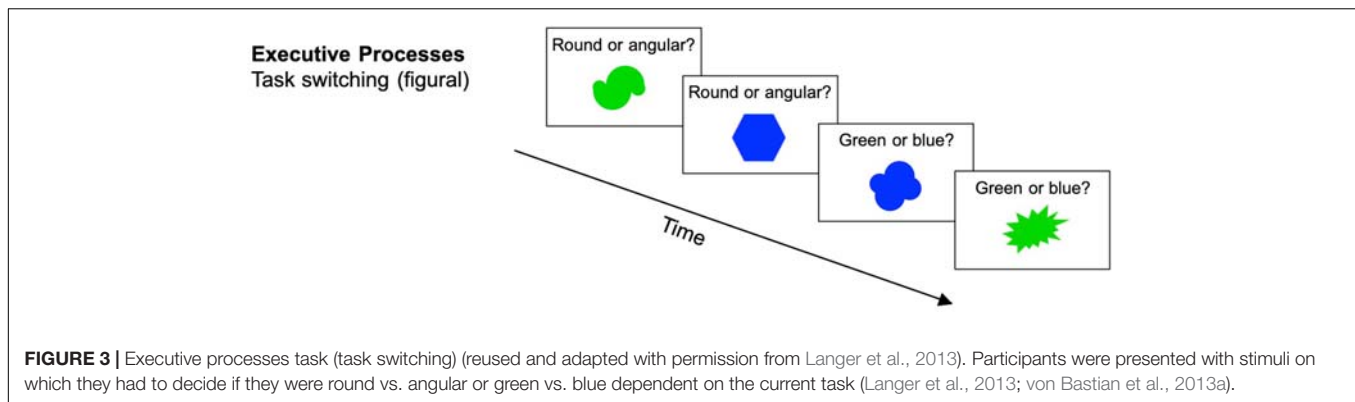 Executive Processes
Task switching (figural)
Round or angular?
Round or angular?
Green or blue?
Green or blue?
Time
FIGURE 3 | Executive processes task (task switching) (reused and adapted with permission from Langer et al., 2013). Participants were presented with stimuli on
which they had to decide if they were round vs. angular or green vs. blue dependent on the current task (Langer et al., 2013; von Bastian et al., 2013a).